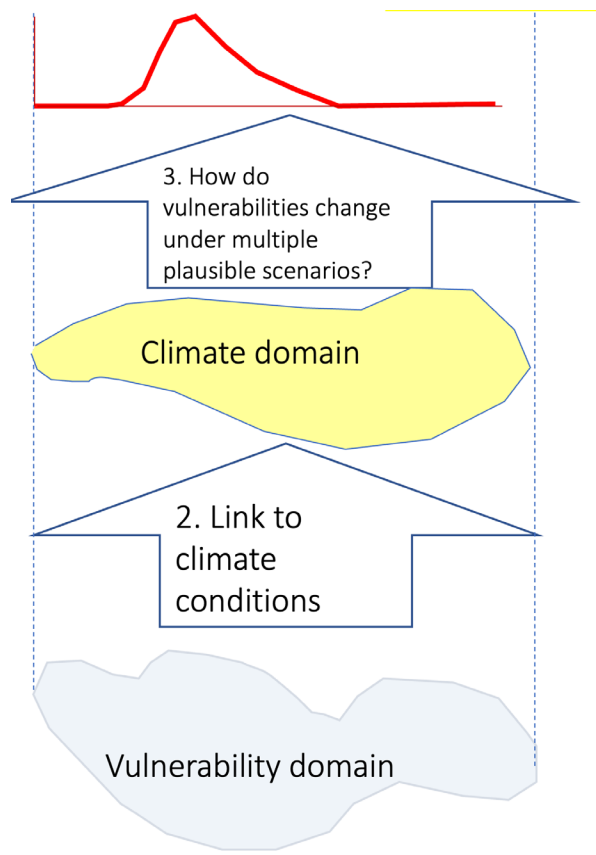 3. How do
vulnerabilities change
under multiple
plausible scenarios?
Climate domain
2. Link to
climate
conditions
Vulnerability domain